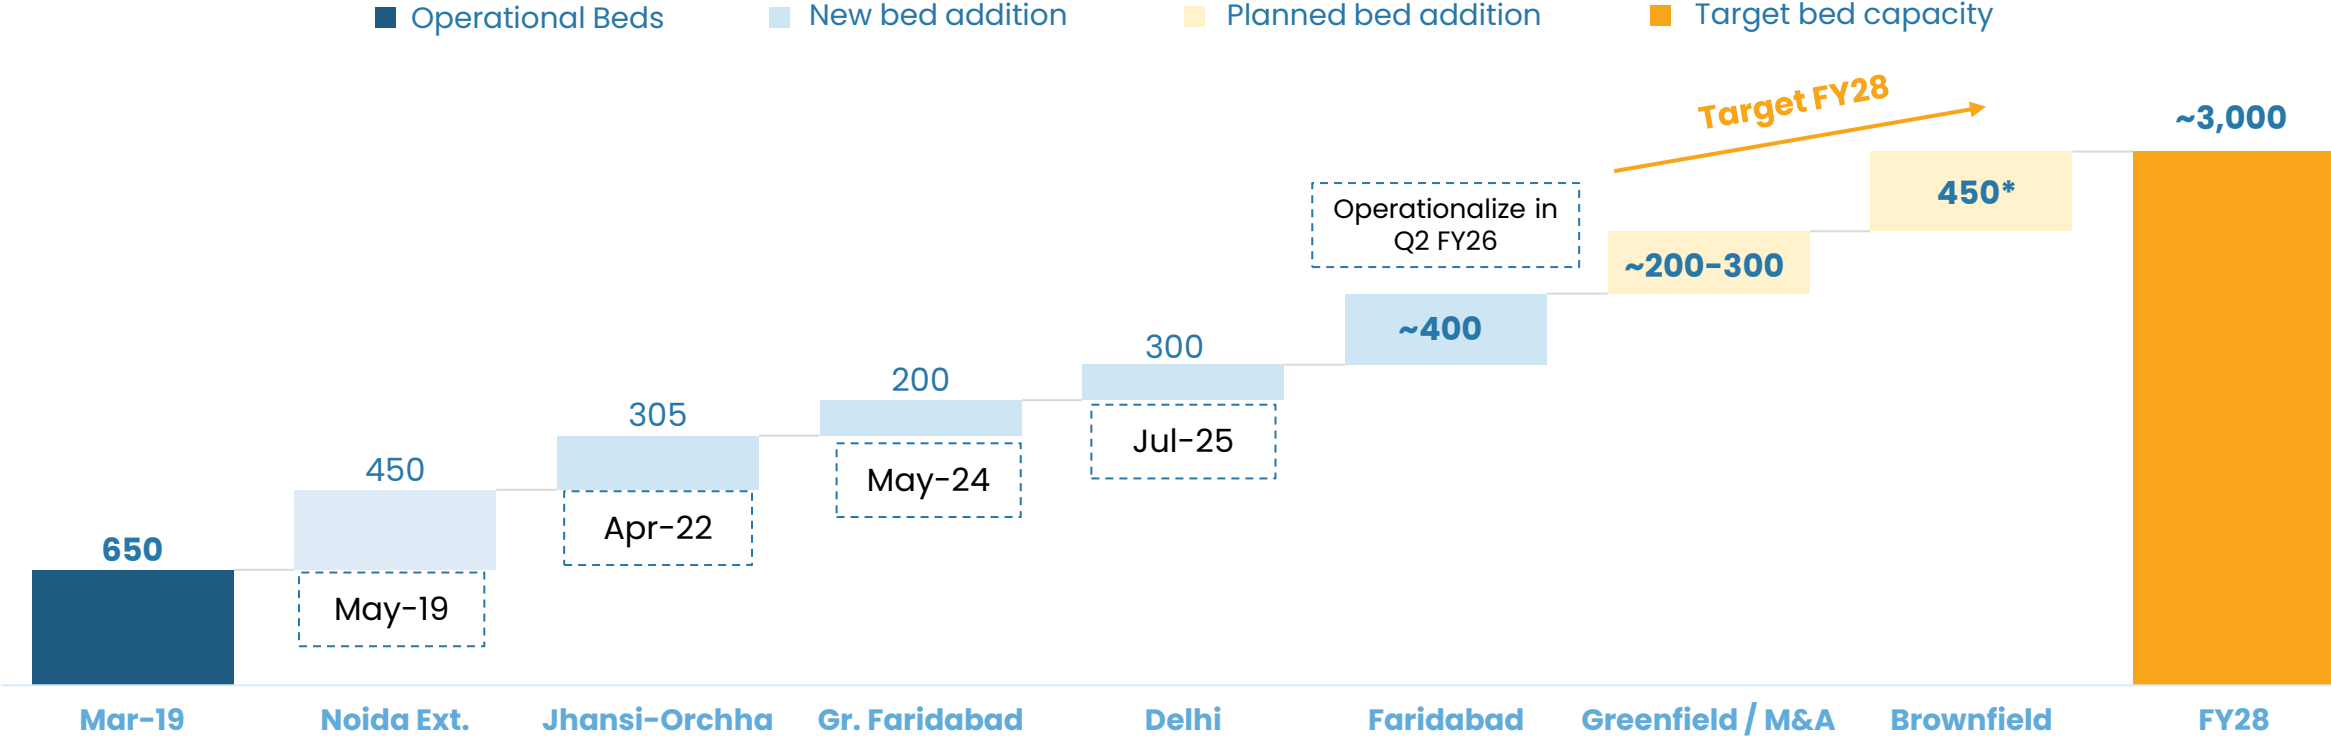 Operational Beds
New bed addition
Planned bed addition
Target bed capacity
Target FY28
~3,000
450*
Operationalize in
Q2 FY26
~200-300
~400
300
200
305
450
650
Jul-25
May-24
Apr-22
May-19
Mar-19
Noida Ext.
Jhansi-Orchha
Gr. Faridabad
Delhi
Faridabad
Greenfield / M&A
Brownfield
FY28